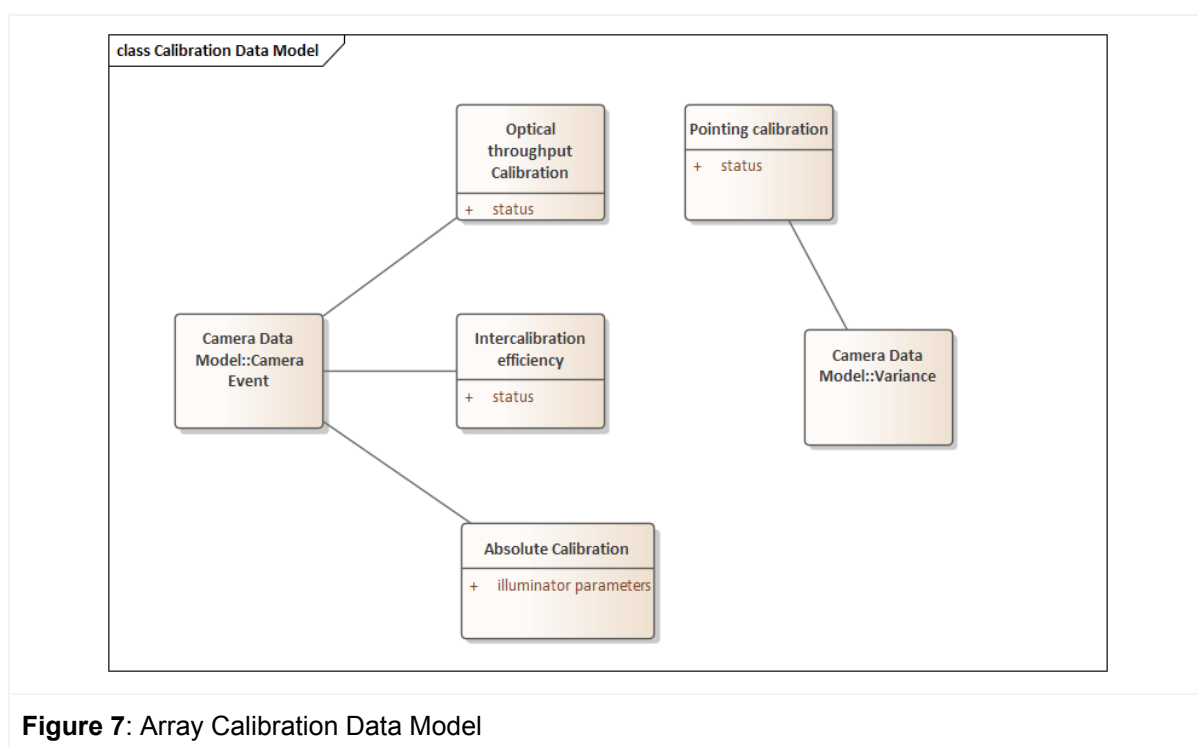 class Calibration Data Model
Optical
throughput
Calibration
+ status
Pointing calibration
+ status
Camera Data
Model::Camera
Event
Intercalibration
efficiency
+ status
Camera Data
Model::Variance
Absolute Calibration
+ illuminator parameters
Figure 7: Array Calibration Data Model